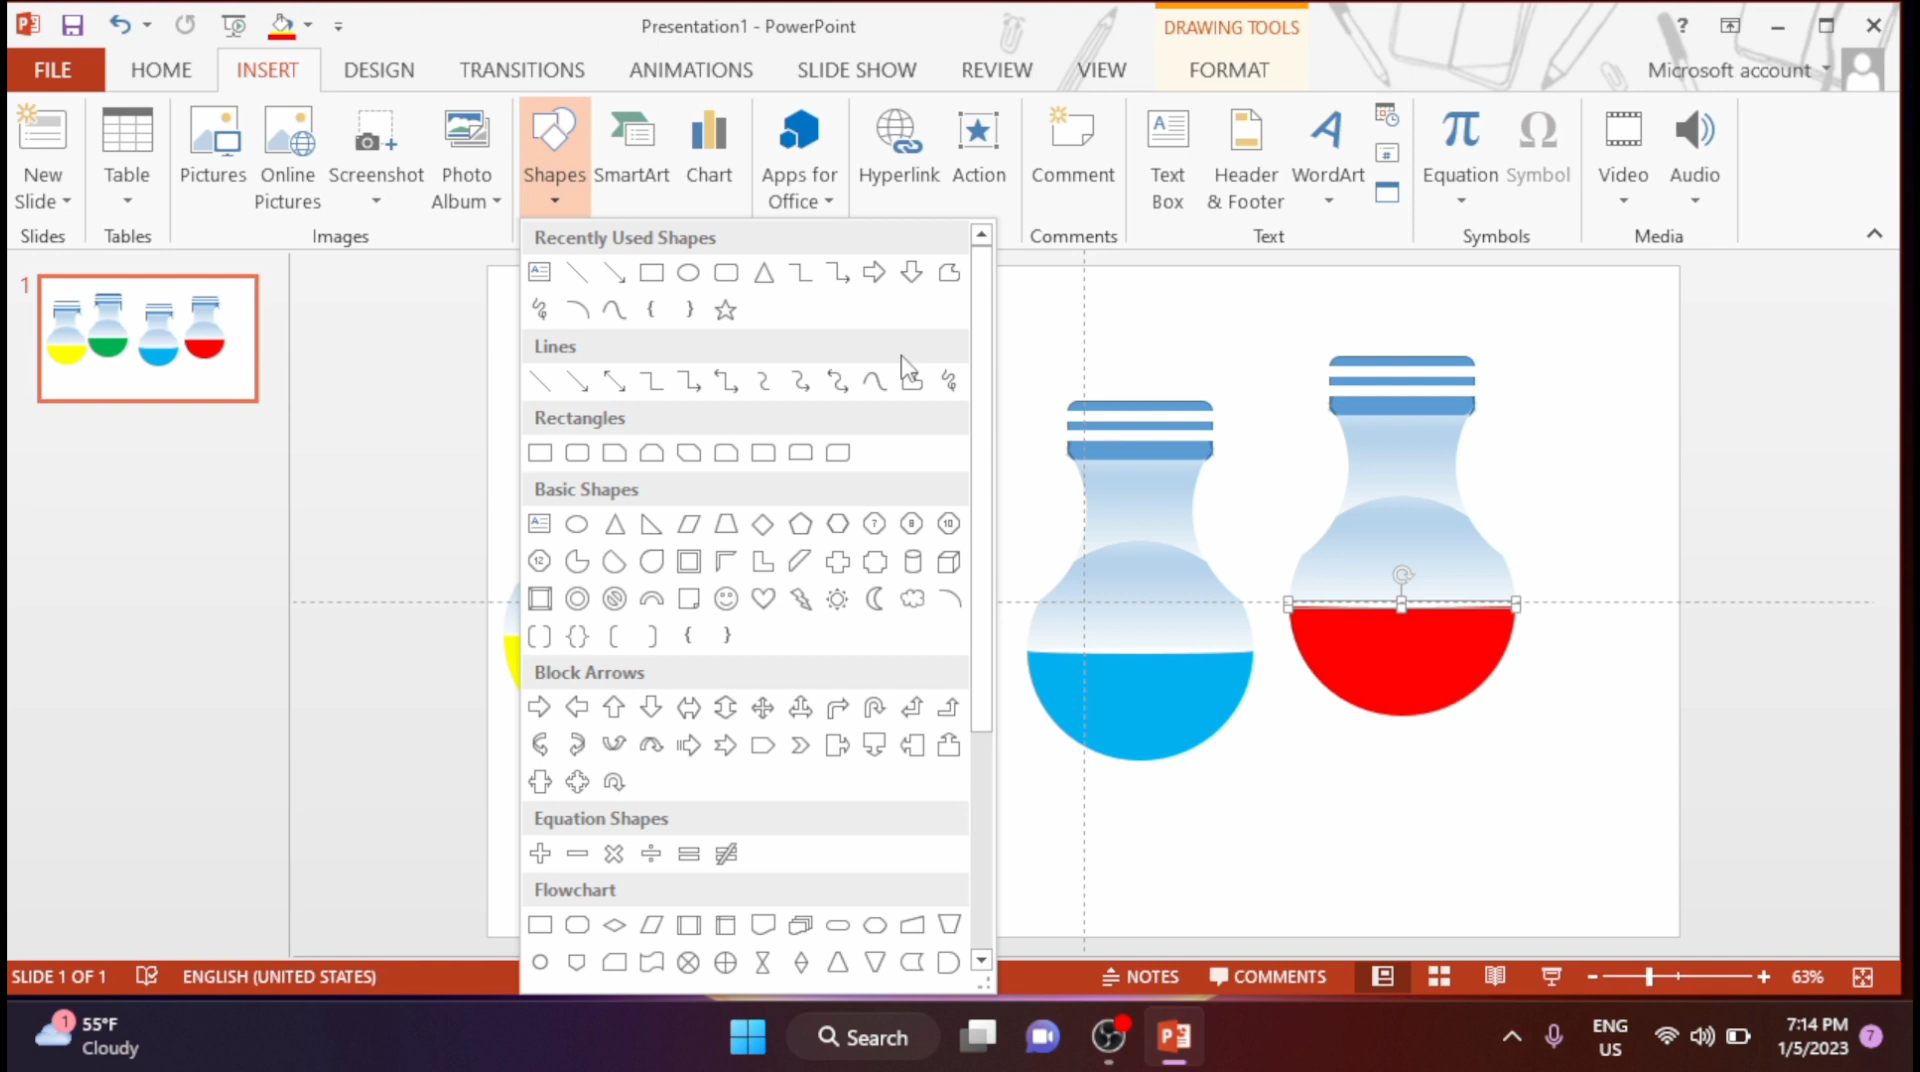 Presentation1 - PowerPoint
DRAWING TOOLS
?
FILE
HOME
INSERT
DESIGN
TRANSITIONS
ANIMATIONS
SLIDE SHOW
REVIEW
VIEW
FORMAT
Microsoft account
New
Slide
Table
Pictures
Online
Pictures
Screenshot
Photo
Album
Shapes
SmartArt
Chart
Apps for
Office
Hyperlink
Action
Comment
Text
Box
Header
& Footer
WordArt
Equation
Symbol
Video
Audio
Slides
Tables
Images
Comments
Text
Symbols
Media
Recently Used Shapes
Lines
Rectangles
Basic Shapes
Block Arrows
Equation Shapes
Flowchart
1
SLIDE 1 OF 1
ENGLISH (UNITED STATES)
NOTES
COMMENTS
63%
1
55°F
Cloudy
Search
ENG
US
7:14 PM
1/5/2023
7